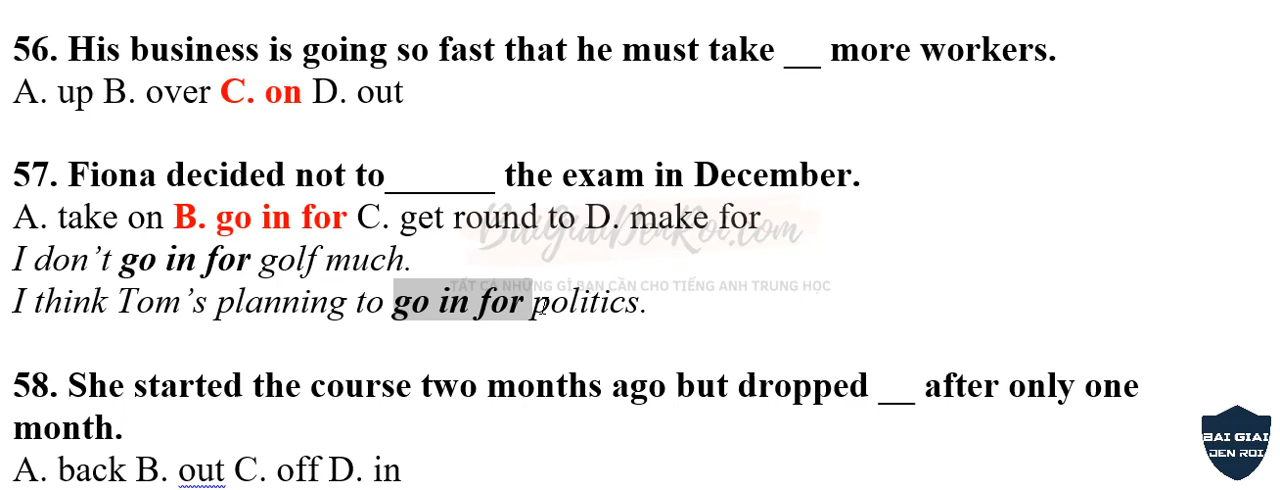 56. His business is going so fast that he must take __ more workers.
A. up B. over C. on D. out
57. Fiona decided not to______ the exam in December.
A. take on B. go in for C. get round to D. make for
BaiGiaiDenRoi.com
I don’t go in for golf much.
TẤT CẢ NHỮNG GÌ BẠN CẦN CHO TIẾNG ANH TRUNG HỌC
I think Tom’s planning to go in for politics.
58. She started the course two months ago but dropped __ after only one
month.
A. back B. out C. off D. in
BAI GIAI
DEN ROI